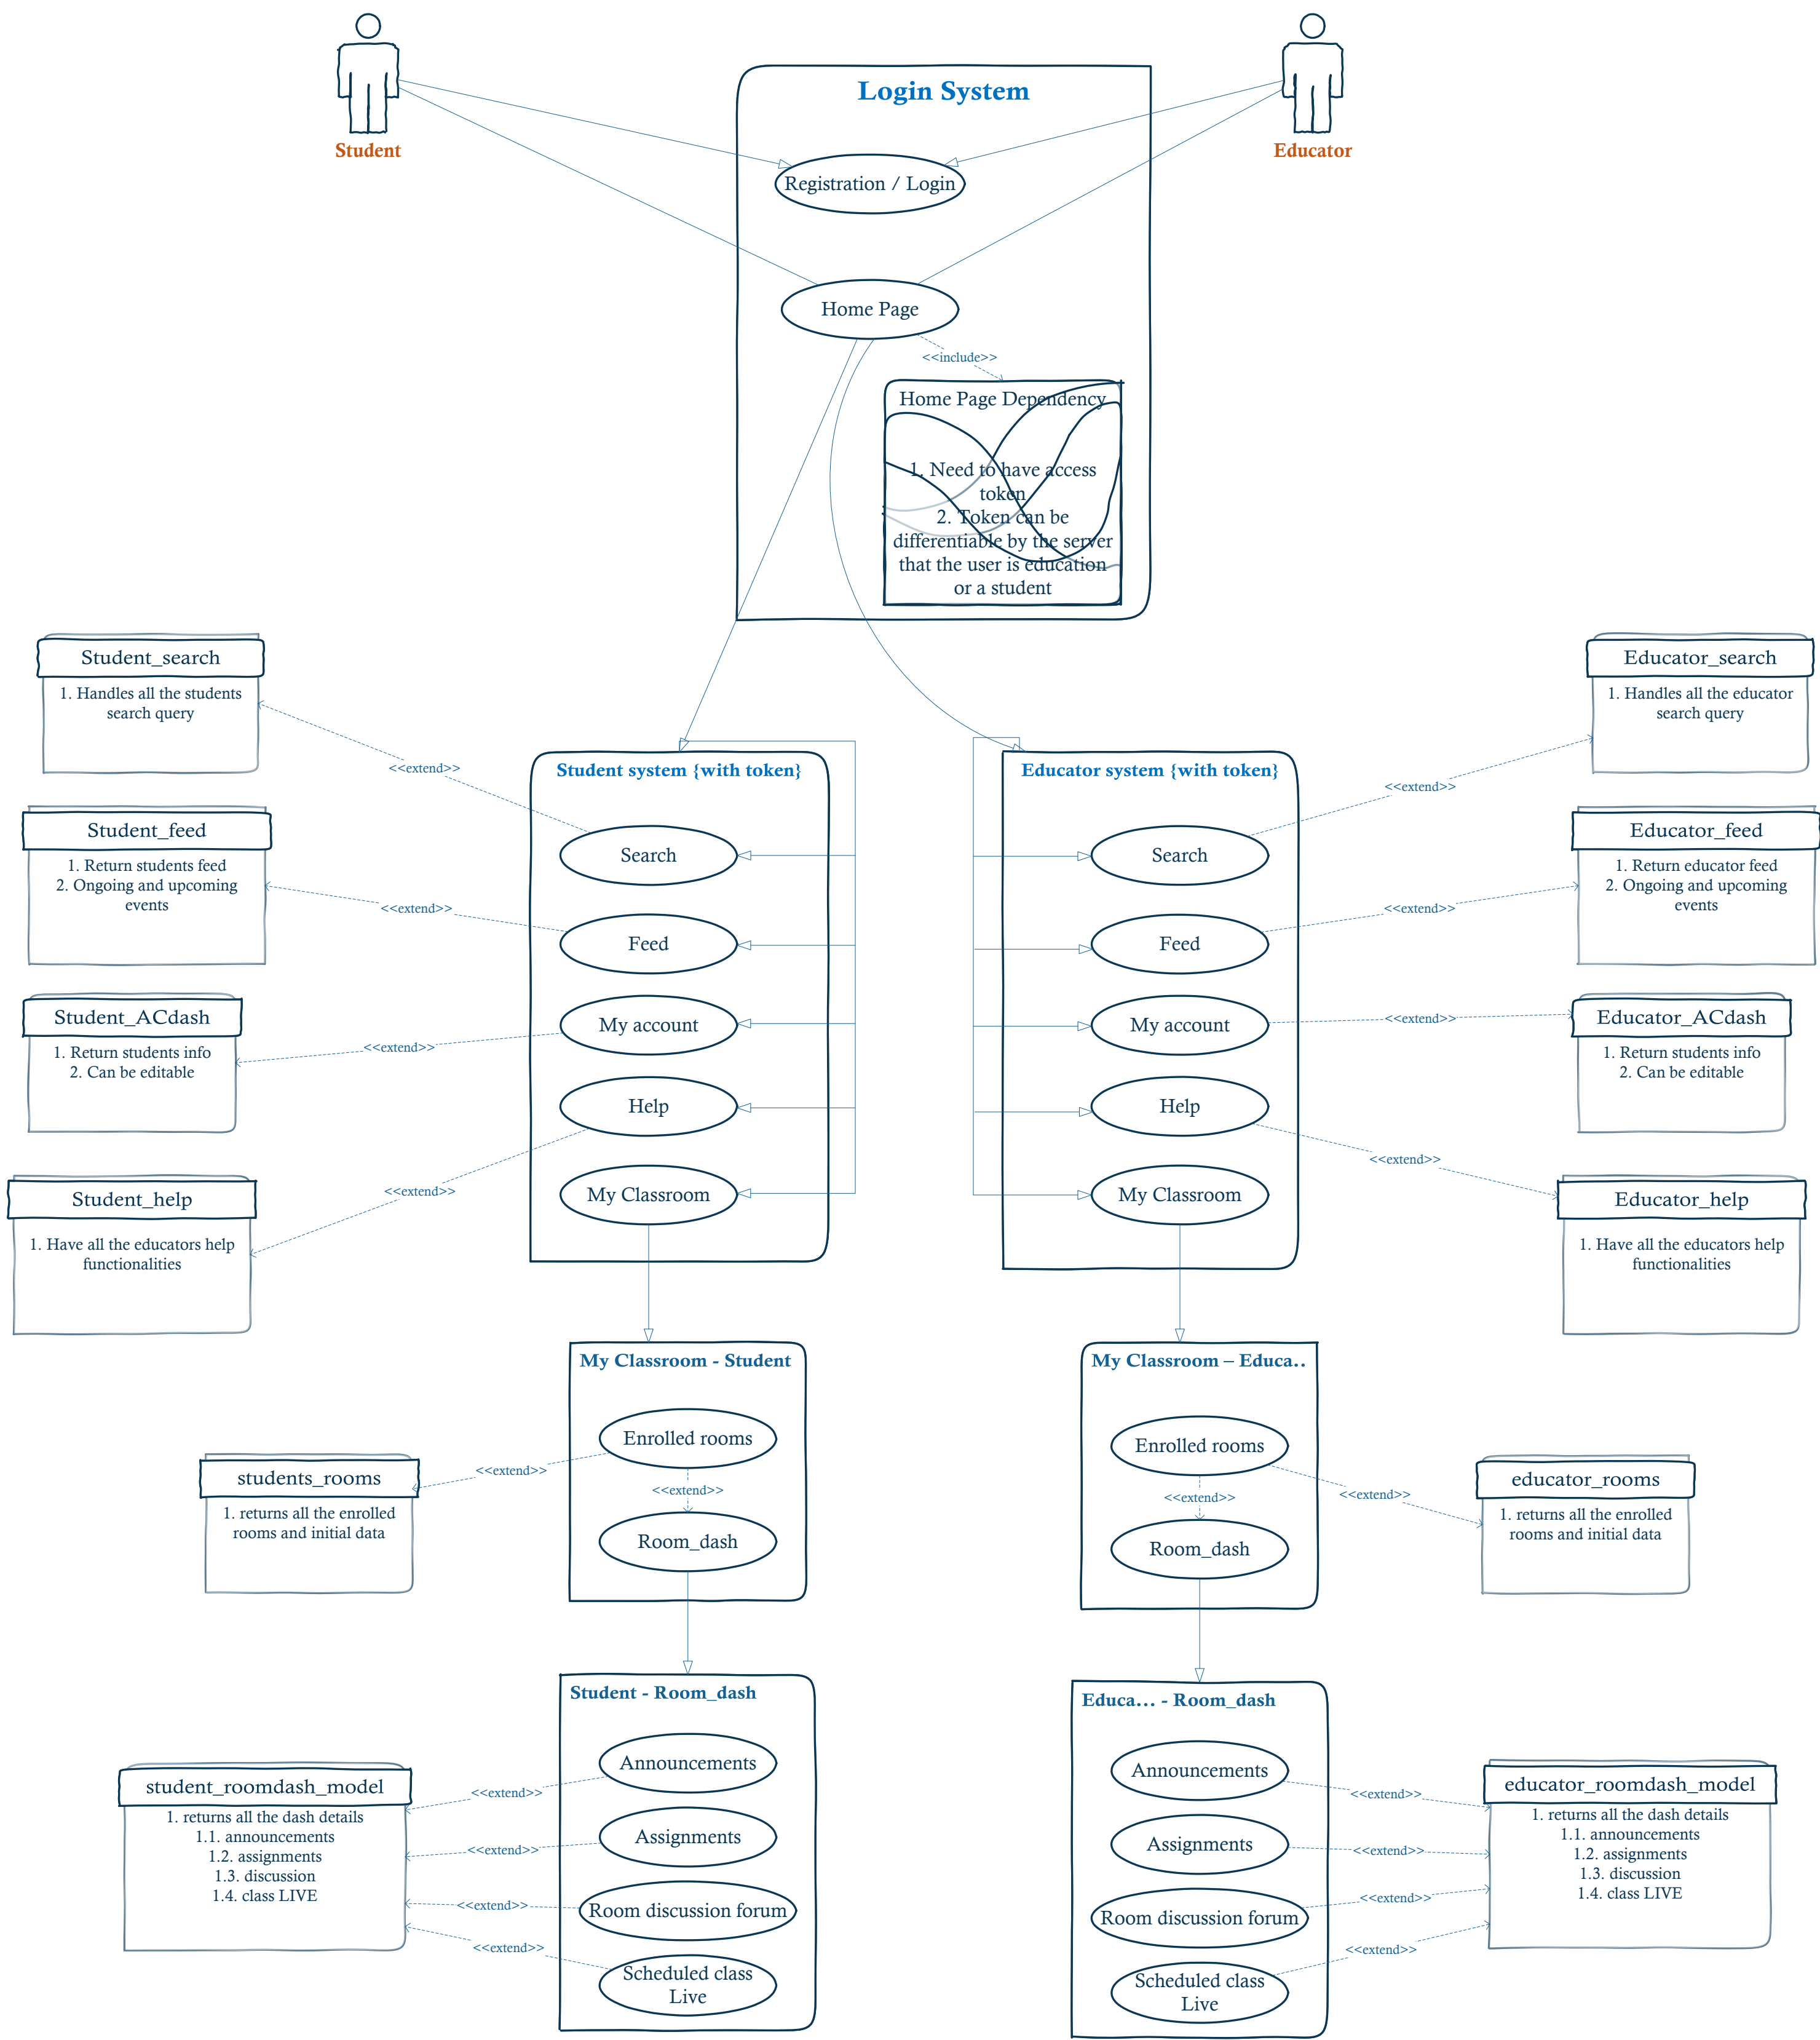 Student
Educator
Login System
Registration / Login
Home Page
<<include>>
Home Page Dependency
1. Need to have access
token
2. Token can be
differentiable by the server
that the user is education
or a student
Student_search
1. Handles all the students
search query
<<extend>>
Student_feed
1. Return students feed
2. Ongoing and upcoming
events
<<extend>>
Student_ACdash
1. Return students info
2. Can be editable
<<extend>>
Student_help
1. Have all the educators help
functionalities
<<extend>>
Student system {with token}
Search
Feed
My account
Help
My Classroom
Educator system {with token}
Search
Feed
My account
Help
My Classroom
Educator_search
1. Handles all the educator
search query
<<extend>>
Educator_feed
1. Return educator feed
2. Ongoing and upcoming
events
<<extend>>
Educator_ACdash
1. Return students info
2. Can be editable
<<extend>>
Educator_help
1. Have all the educators help
functionalities
<<extend>>
My Classroom - Student
Enrolled rooms
<<extend>>
Room_dash
<<extend>>
students_rooms
1. returns all the enrolled
rooms and initial data
My Classroom – Educa..
Enrolled rooms
<<extend>>
Room_dash
<<extend>>
educator_rooms
1. returns all the enrolled
rooms and initial data
Student - Room_dash
Announcements
Assignments
Room discussion forum
Scheduled class
Live
<<extend>>
<<extend>>
<<extend>>
<<extend>>
student_roomdash_model
1. returns all the dash details
1.1. announcements
1.2. assignments
1.3. discussion
1.4. class LIVE
Educa... - Room_dash
Announcements
Assignments
Room discussion forum
Scheduled class
Live
<<extend>>
<<extend>>
<<extend>>
<<extend>>
educator_roomdash_model
1. returns all the dash details
1.1. announcements
1.2. assignments
1.3. discussion
1.4. class LIVE